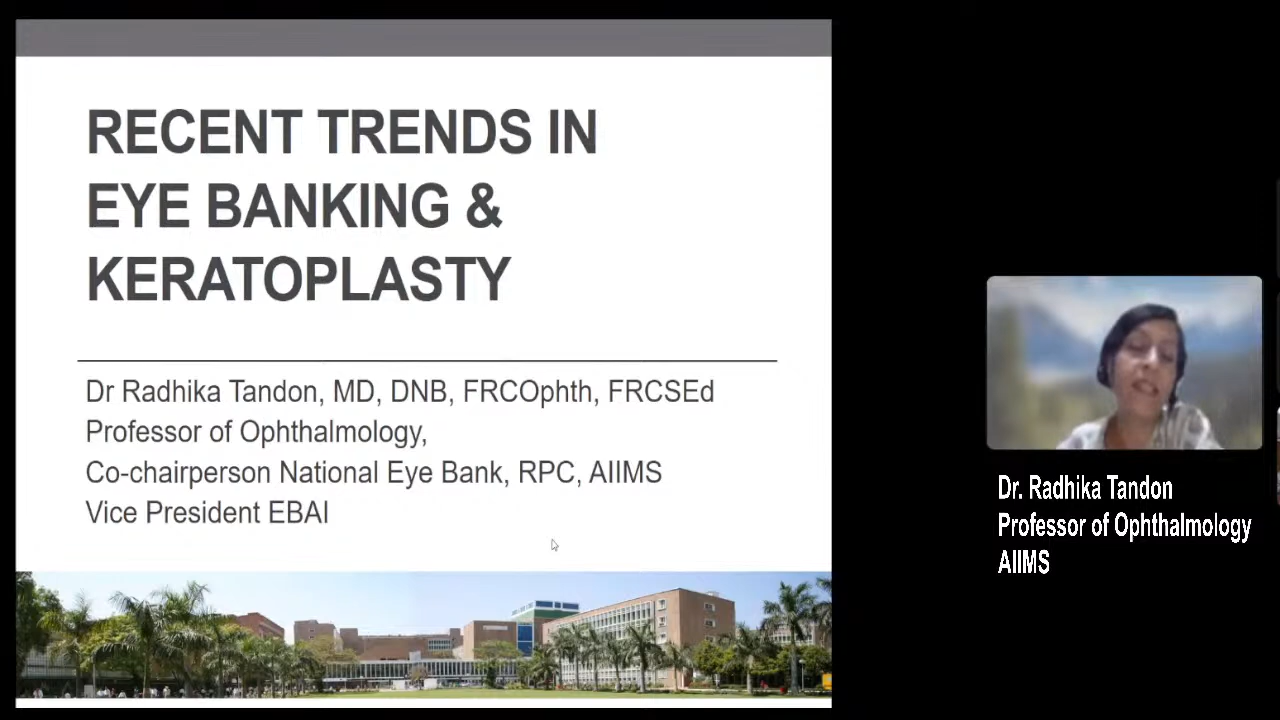 RECENT TRENDS IN
EYE BANKING &
KERATOPLASTY
Dr Radhika Tandon, MD, DNB, FRCOphth, FRCSEd
Professor of Ophthalmology,
Co-chairperson National Eye Bank, RPC, AIIMS
Vice President EBAI
Dr. Radhika Tandon
Professor of Ophthalmology
AIIMS